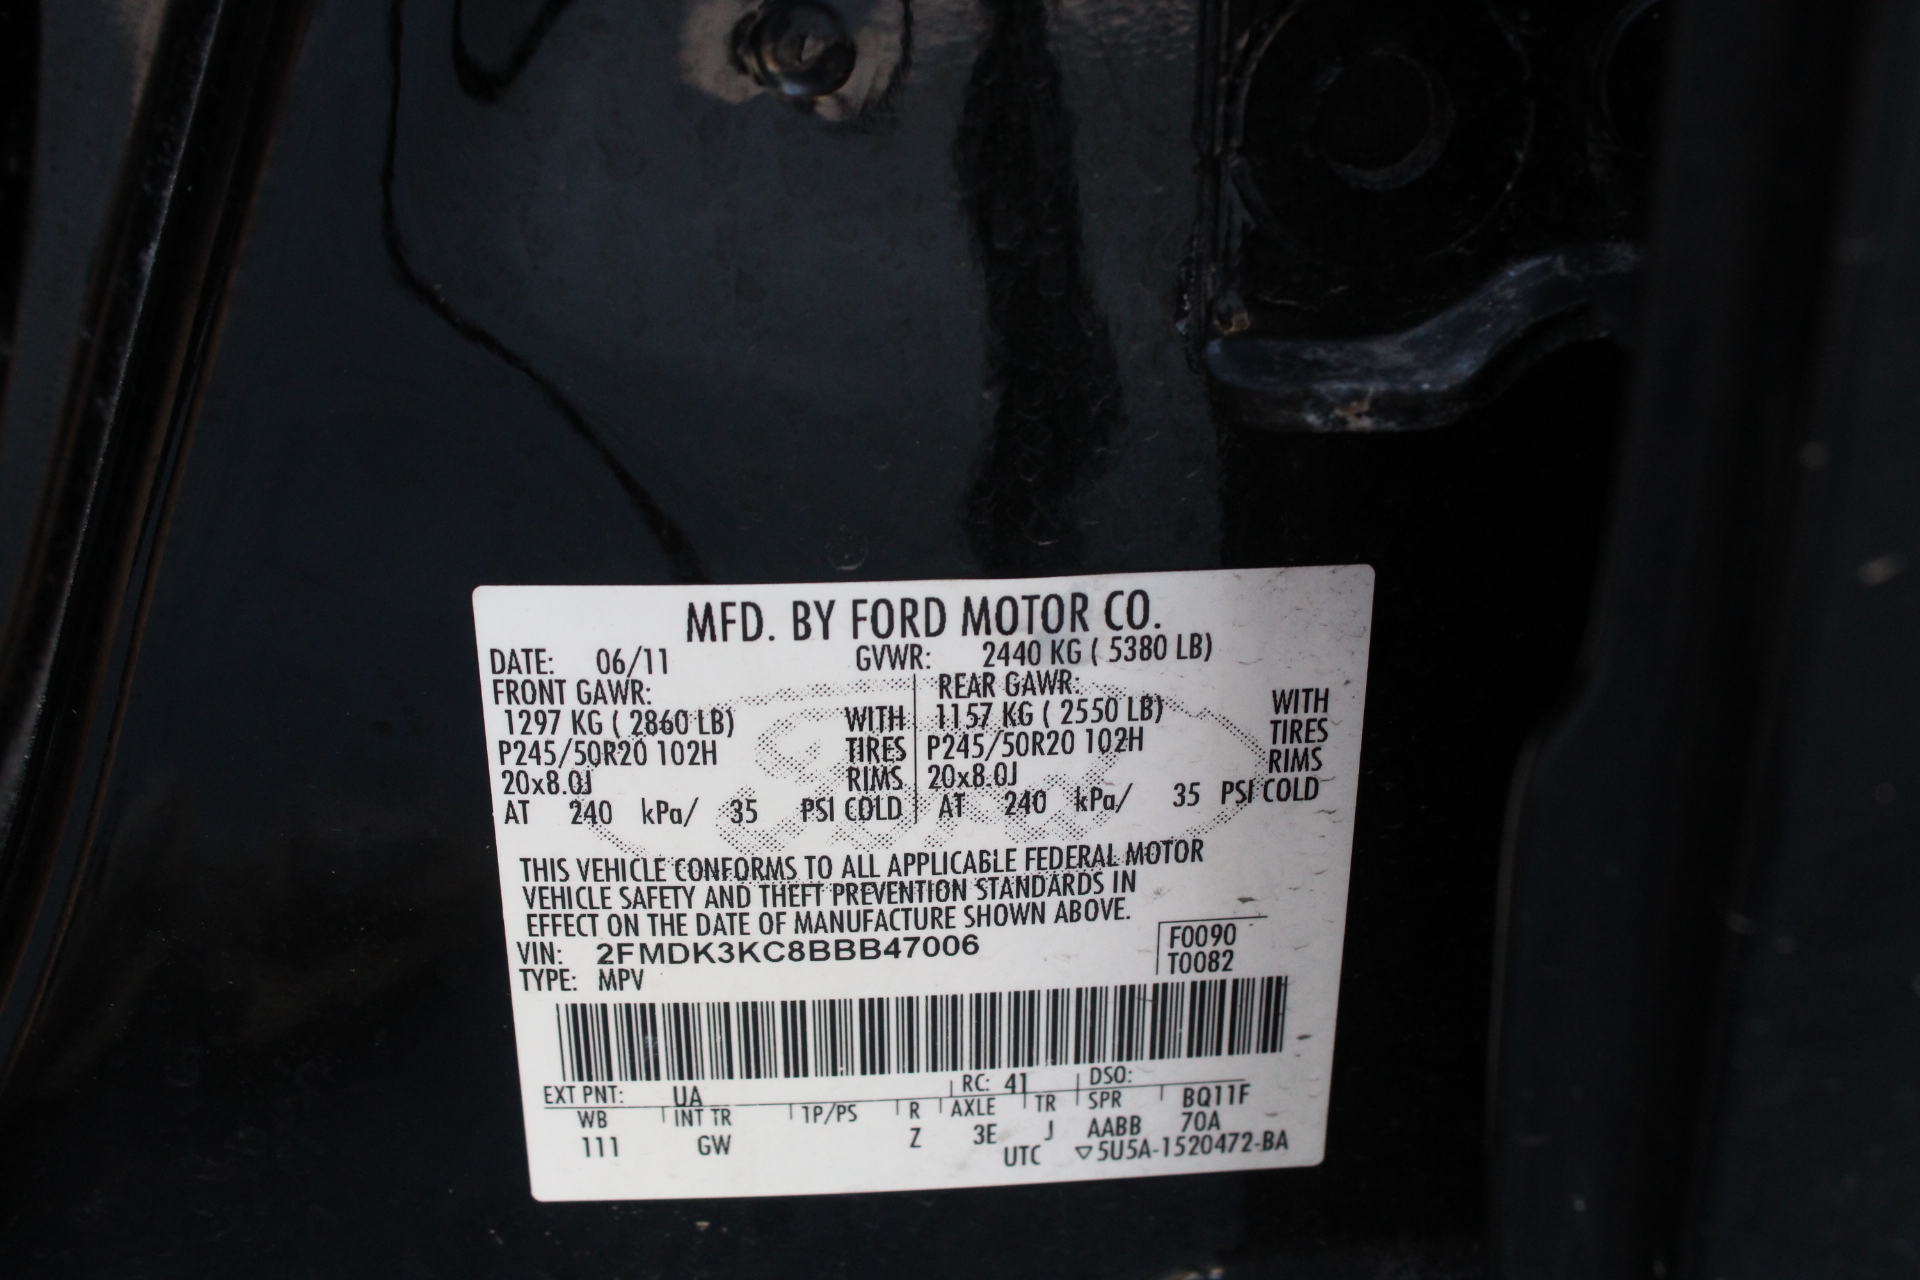 MFD. BY FORD MOTOR CO.
DATE: 06/11 GVWR: 2440 KG ( 5380 LB)
FRONT GAWR: REAR GAWR:
1297 KG ( 2860 LB) WITH 1157 KG ( 2550 LB) WITH
P245/50R20 102H TIRES P245/50R20 102H TIRES
20x8.0J RIMS 20x8.0J RIMS
AT 240 kPa/ 35 PSI COLD AT 240 kPa/ 35 PSI COLD
Ford
THIS VEHICLE CONFORMS TO ALL APPLICABLE FEDERAL MOTOR
VEHICLE SAFETY AND THEFT PREVENTION STANDARDS IN
EFFECT ON THE DATE OF MANUFACTURE SHOWN ABOVE.
VIN: 2FMDK3KC8BBB47006 F0090
TYPE: MPV T0082
EXT PNT: UA RC: 41 DSO:
WB INT TR TP/PS R AXLE TR SPR BQ11F
111 GW Z 3E J AABB 70A
UTC ▽5U5A-1520472-BA